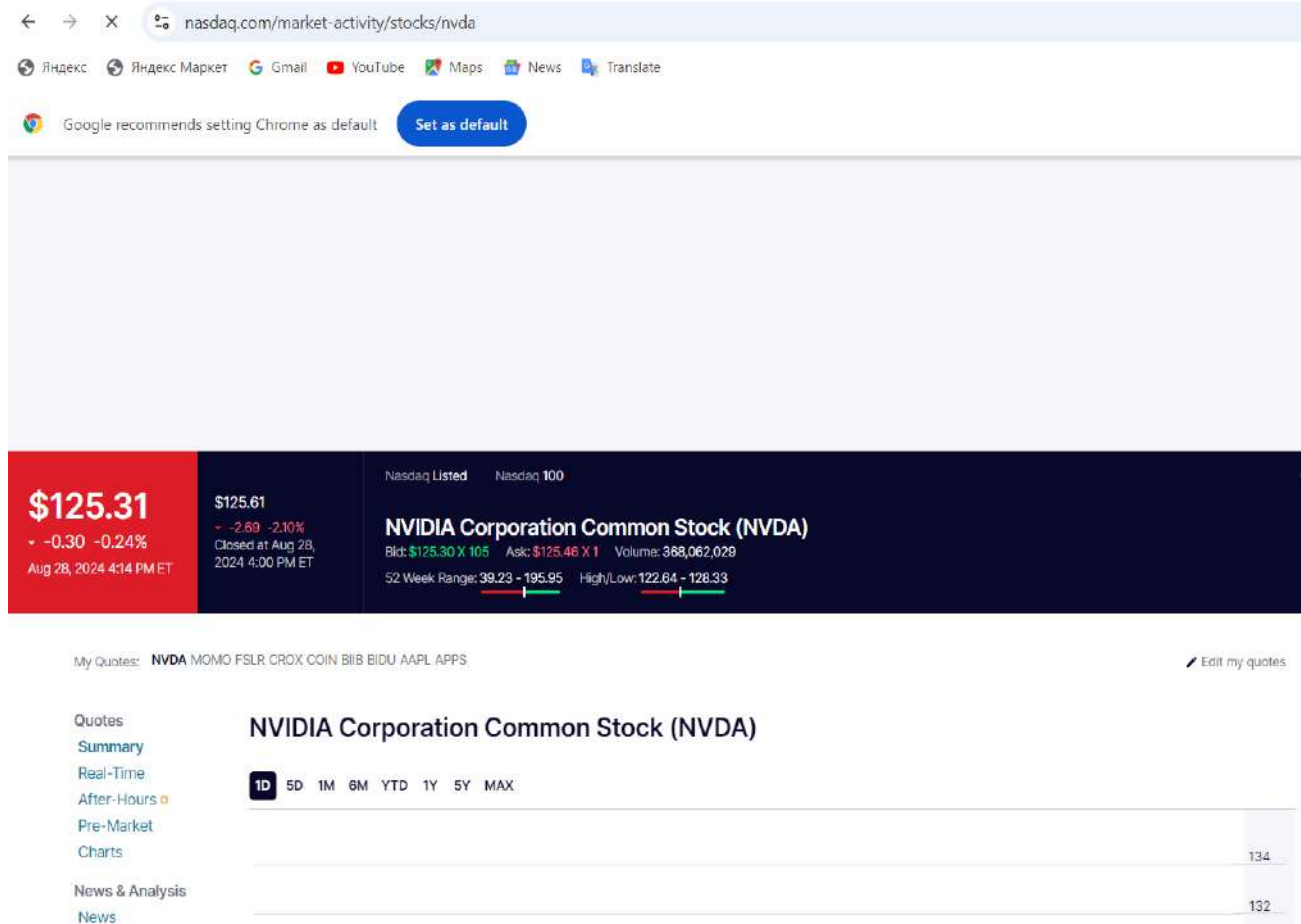 nasdaq.com/market-activity/stocks/nvda
Яндекс Яндекс Маркет Gmail YouTube Maps News Translate
Google recommends setting Chrome as default Set as default
Nasdaq Listed Nasdaq 100
$125.31
-0.30 -0.24%
Aug 28, 2024 4:14 PM ET
$125.61
-2.69 -2.10%
Closed at Aug 28,
2024 4:00 PM ET
NVIDIA Corporation Common Stock (NVDA)
Bid: $125.30 X 105 Ask: $125.46 X 1 Volume: 368,062,029
52 Week Range: 39.23 - 195.95 High/Low: 122.64 - 128.33
My Quotes: NVDA MOMO FSLR CROX COIN BIIB BIDU AAPL APPS
Edit my quotes
Quotes
Summary
Real-Time
After-Hours
Pre-Market
Charts
News & Analysis
News
NVIDIA Corporation Common Stock (NVDA)
1D 5D 1M 6M YTD 1Y 5Y MAX
134
132